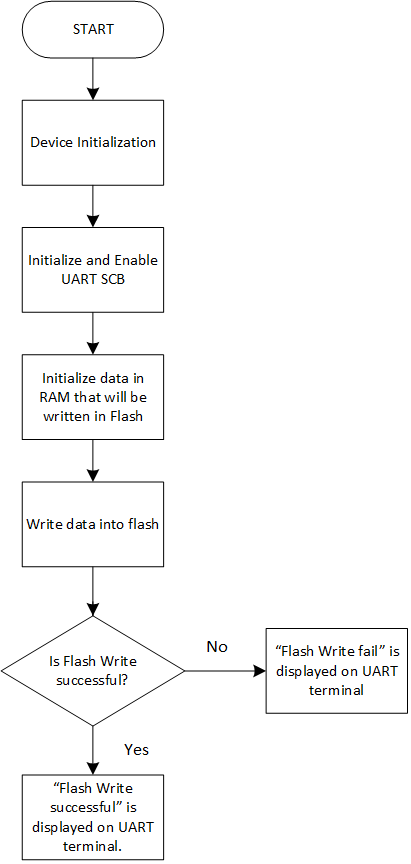 START
Device Initialization
Initialize and Enable
UART SCB
Initialize data in
RAM that will be
written in Flash
Write data into flash
Is Flash Write
successful?
No
“Flash Write fail” is
displayed on UART
terminal
Yes
“Flash Write
successful” is
displayed on UART
terminal.